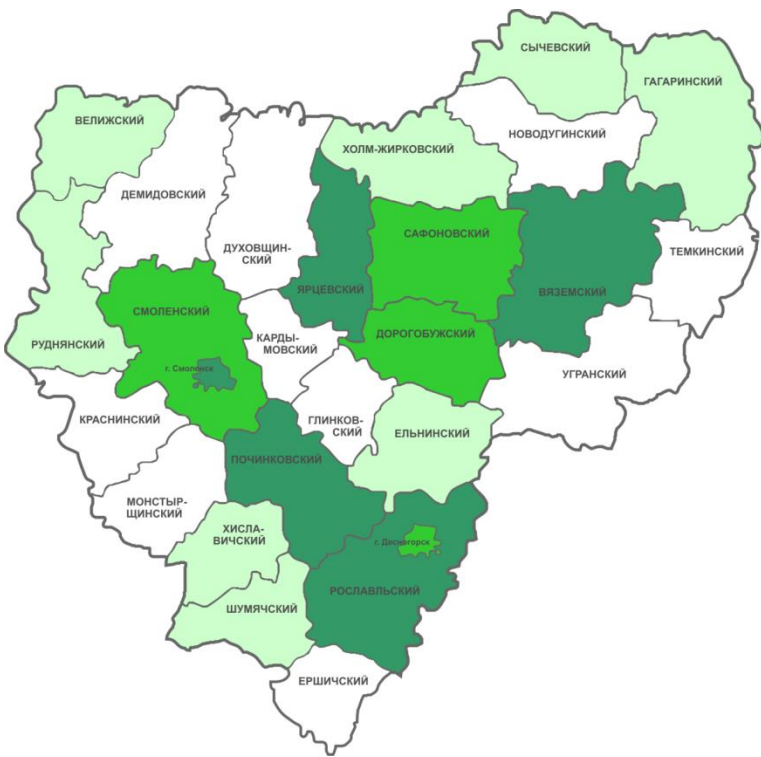 СЫЧЕВСКИЙ
ГАГАРИНСКИЙ
ВЕЛИЖСКИЙ
НОВОДУГИНСКИЙ
ХОЛМ-ЖИРКОВСКИЙ
ДЕМИДОВСКИЙ
САФОНОВСКИЙ
ДУХОВЩИН-
СКИЙ
ТЕМКИНСКИЙ
ЯРЦЕВСКИЙ
ВЯЗЕМСКИЙ
СМОЛЕНСКИЙ
ДОРОГОБУЖСКИЙ
КАРДЫ-
МОВСКИЙ
РУДНЯНСКИЙ
г. Смоленск
УГРАНСКИЙ
КРАСНИНСКИЙ
ГЛИНКОВ-
СКИЙ
ЕЛЬНИНСКИЙ
ПОЧИНКОВСКИЙ
МОНСТЫР-
ЩИНСКИЙ
ХИСЛА-
ВИЧСКИЙ
г. Десногорск
РОСЛАВЛЬСКИЙ
ШУМЯЧСКИЙ
ЕРШИЧСКИЙ